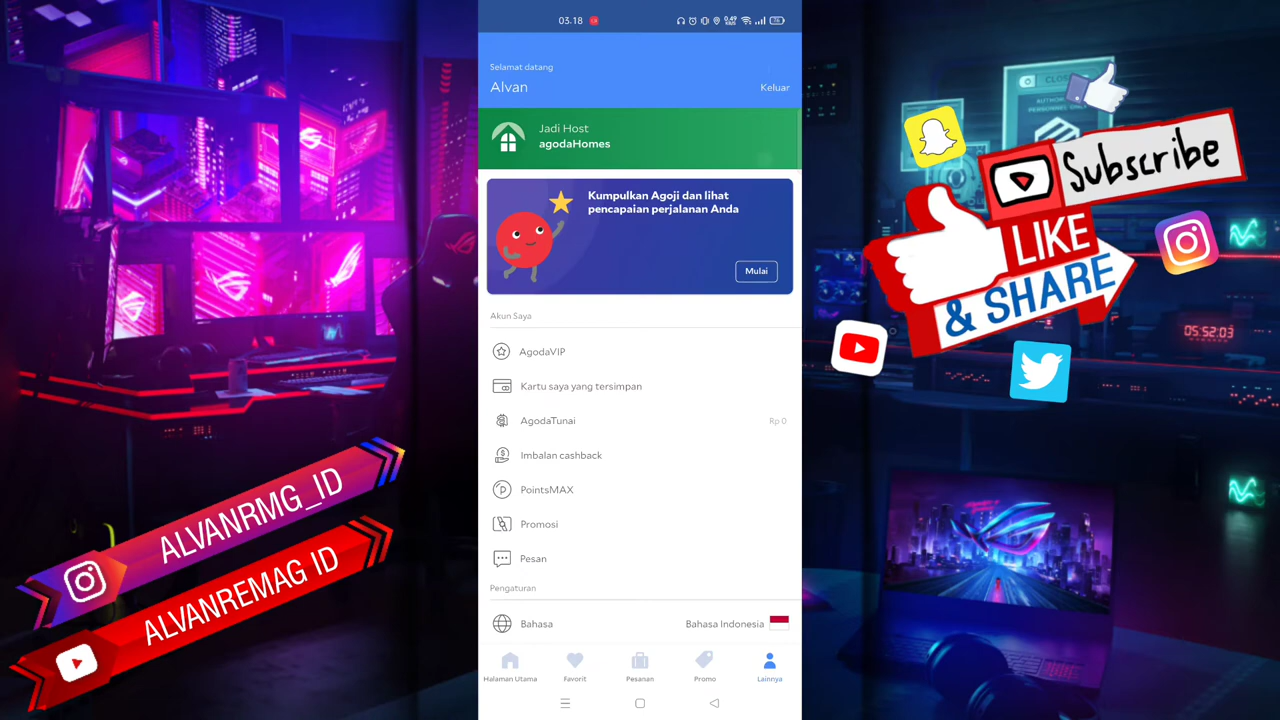 03.18
Selamat datang
Alvan
Keluar
Jadi Host
agodaHomes
Kumpulkan Agoji dan lihat
pencapaian perjalanan Anda
Mulai
Akun Saya
AgodaVIP
Kartu saya yang tersimpan
AgodaTunai
Rp 0
Imbalan cashback
PointsMAX
Promosi
Pesan
Pengaturan
Bahasa
Bahasa Indonesia
Halaman Utama
Favorit
Pesanan
Promo
Lainnya
ALVANRMG_ID
ALVANREMAG ID
Subscribe
LIKE
& SHARE
05:52:03